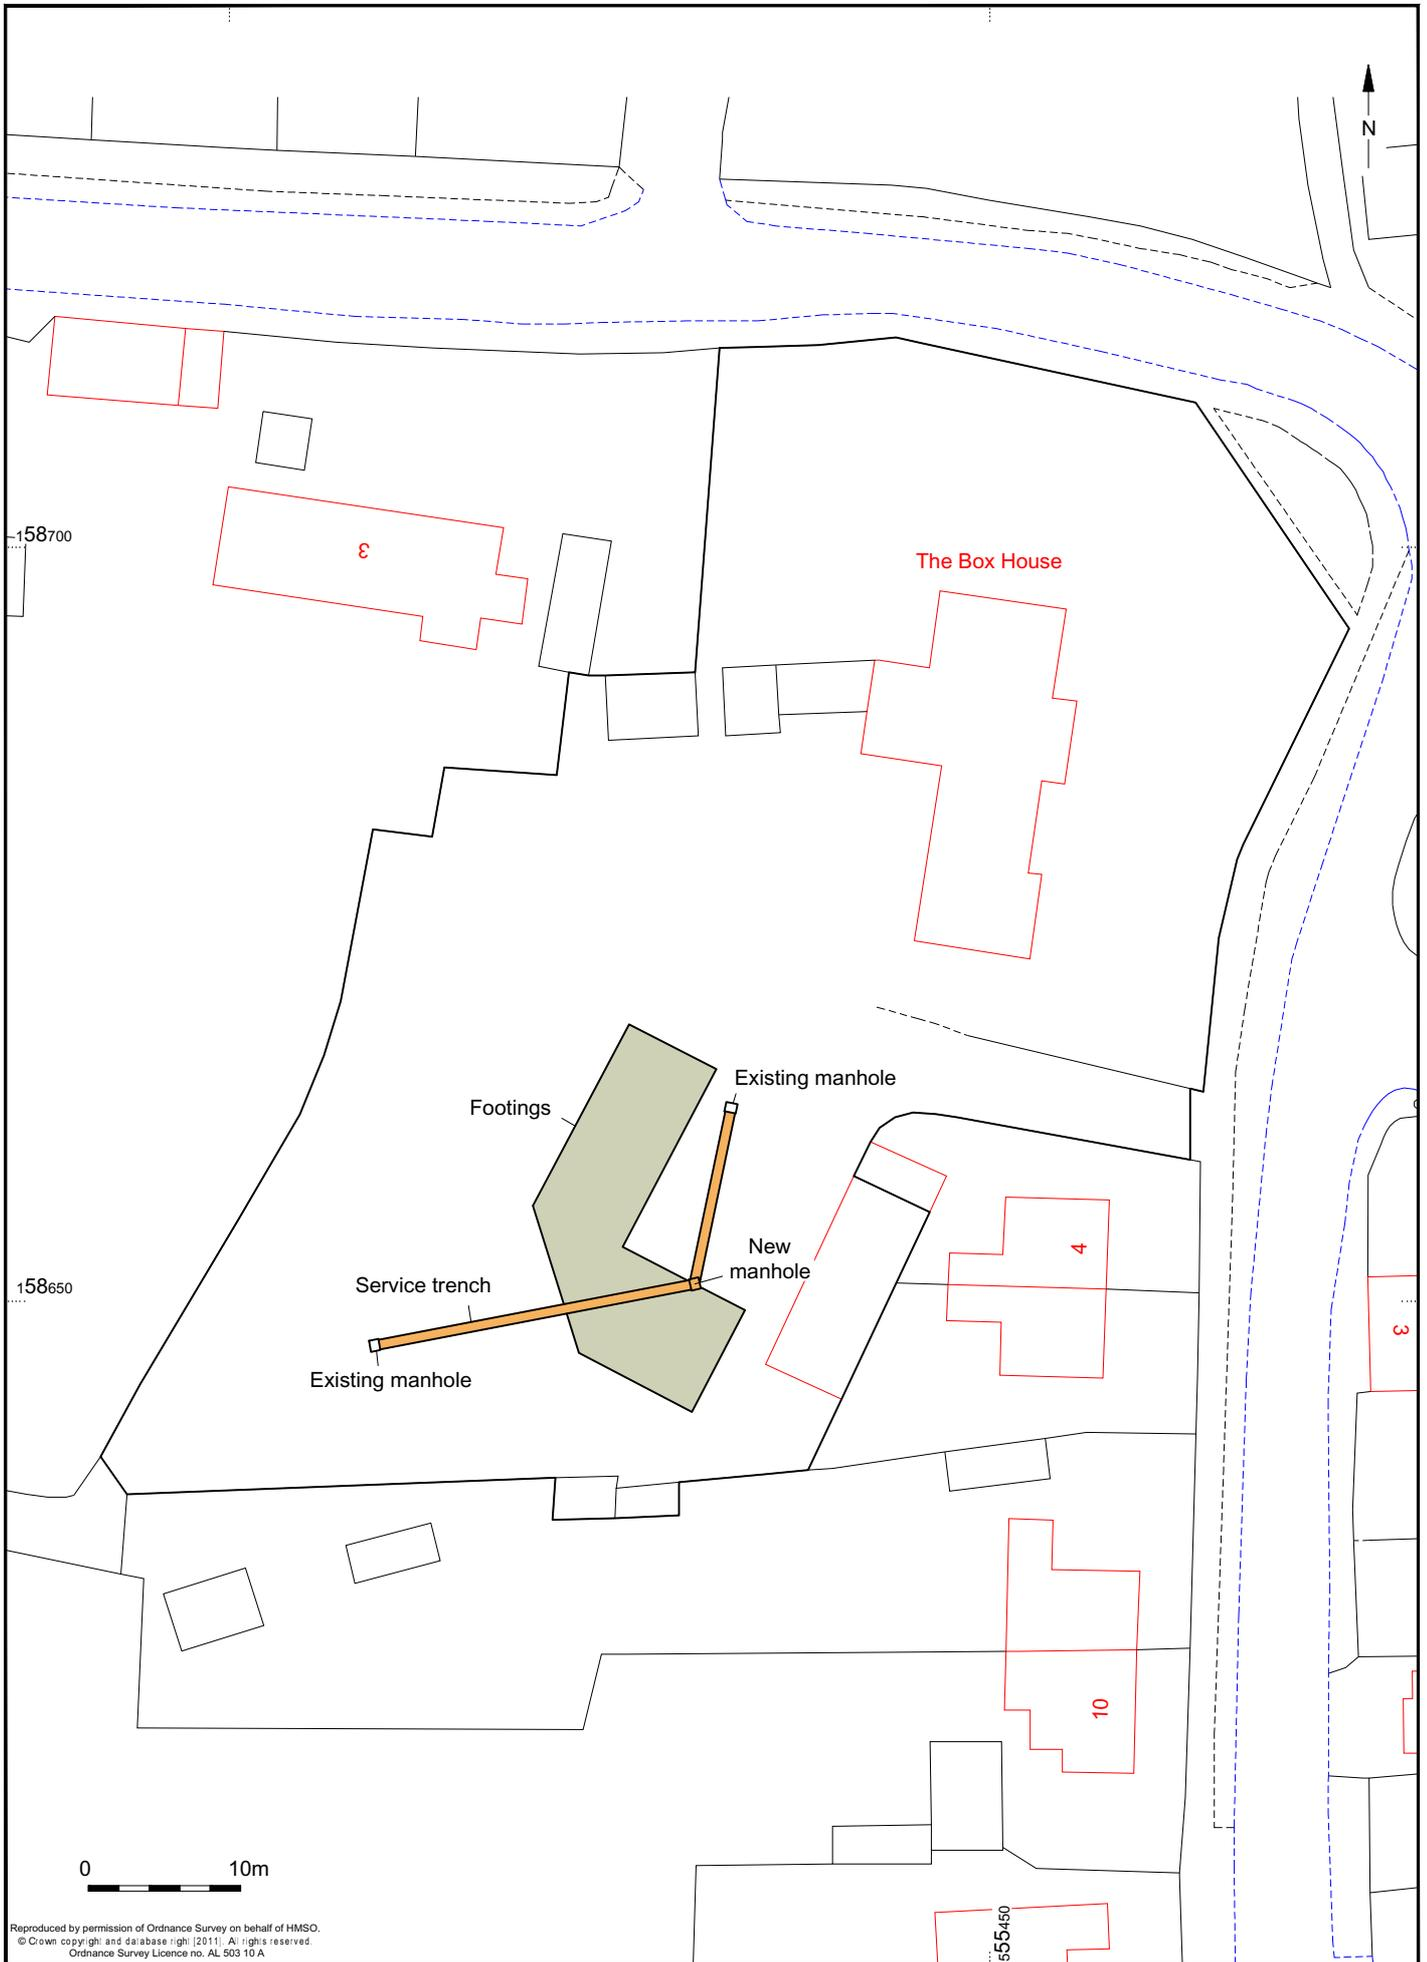 N
158700
3
The Box House
Existing manhole
Footings
New
manhole
4
158650
Service trench
3
Existing manhole
10
0 10m
555450
Reproduced by permission of Ordnance Survey on behalf of HMSO.
© Crown copyright and database right [2011]. All rights reserved.
Ordnance Survey Licence no. AL 503 10 A